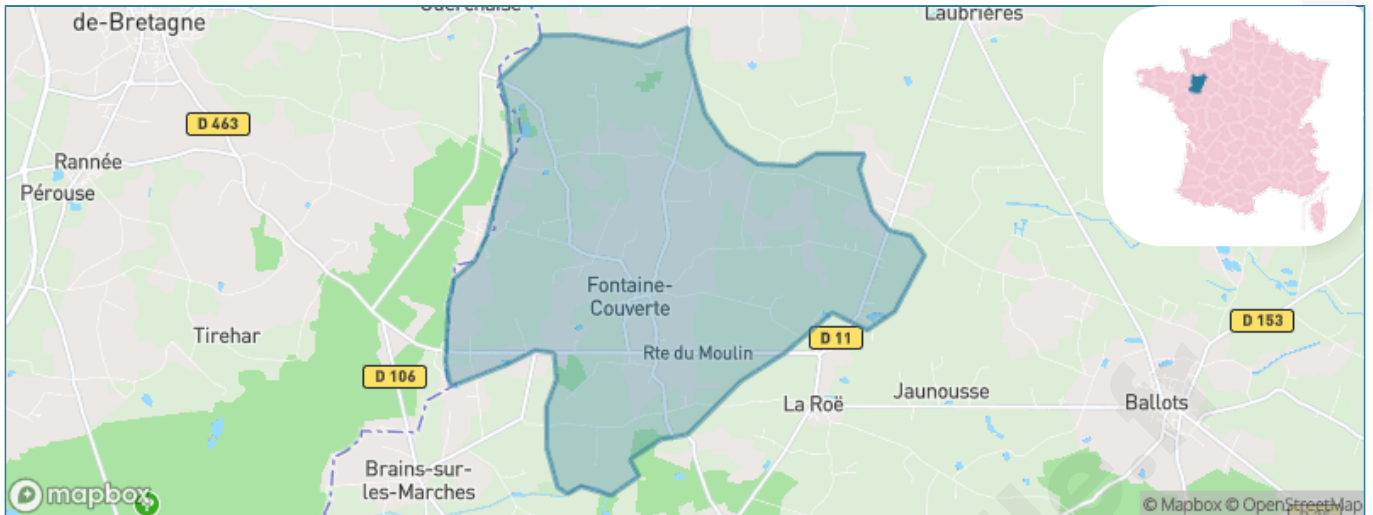 de-Bretagne
Laubrières
D 463
Rannée
Pérouse
Fontaine-
Couverte
Tirehar
D 153
D 11
Rte du Moulin
D 106
Jaunousse
La Roë
Ballots
Brains-sur-
les-Marches
mapbox
© Mapbox © OpenStreetMap